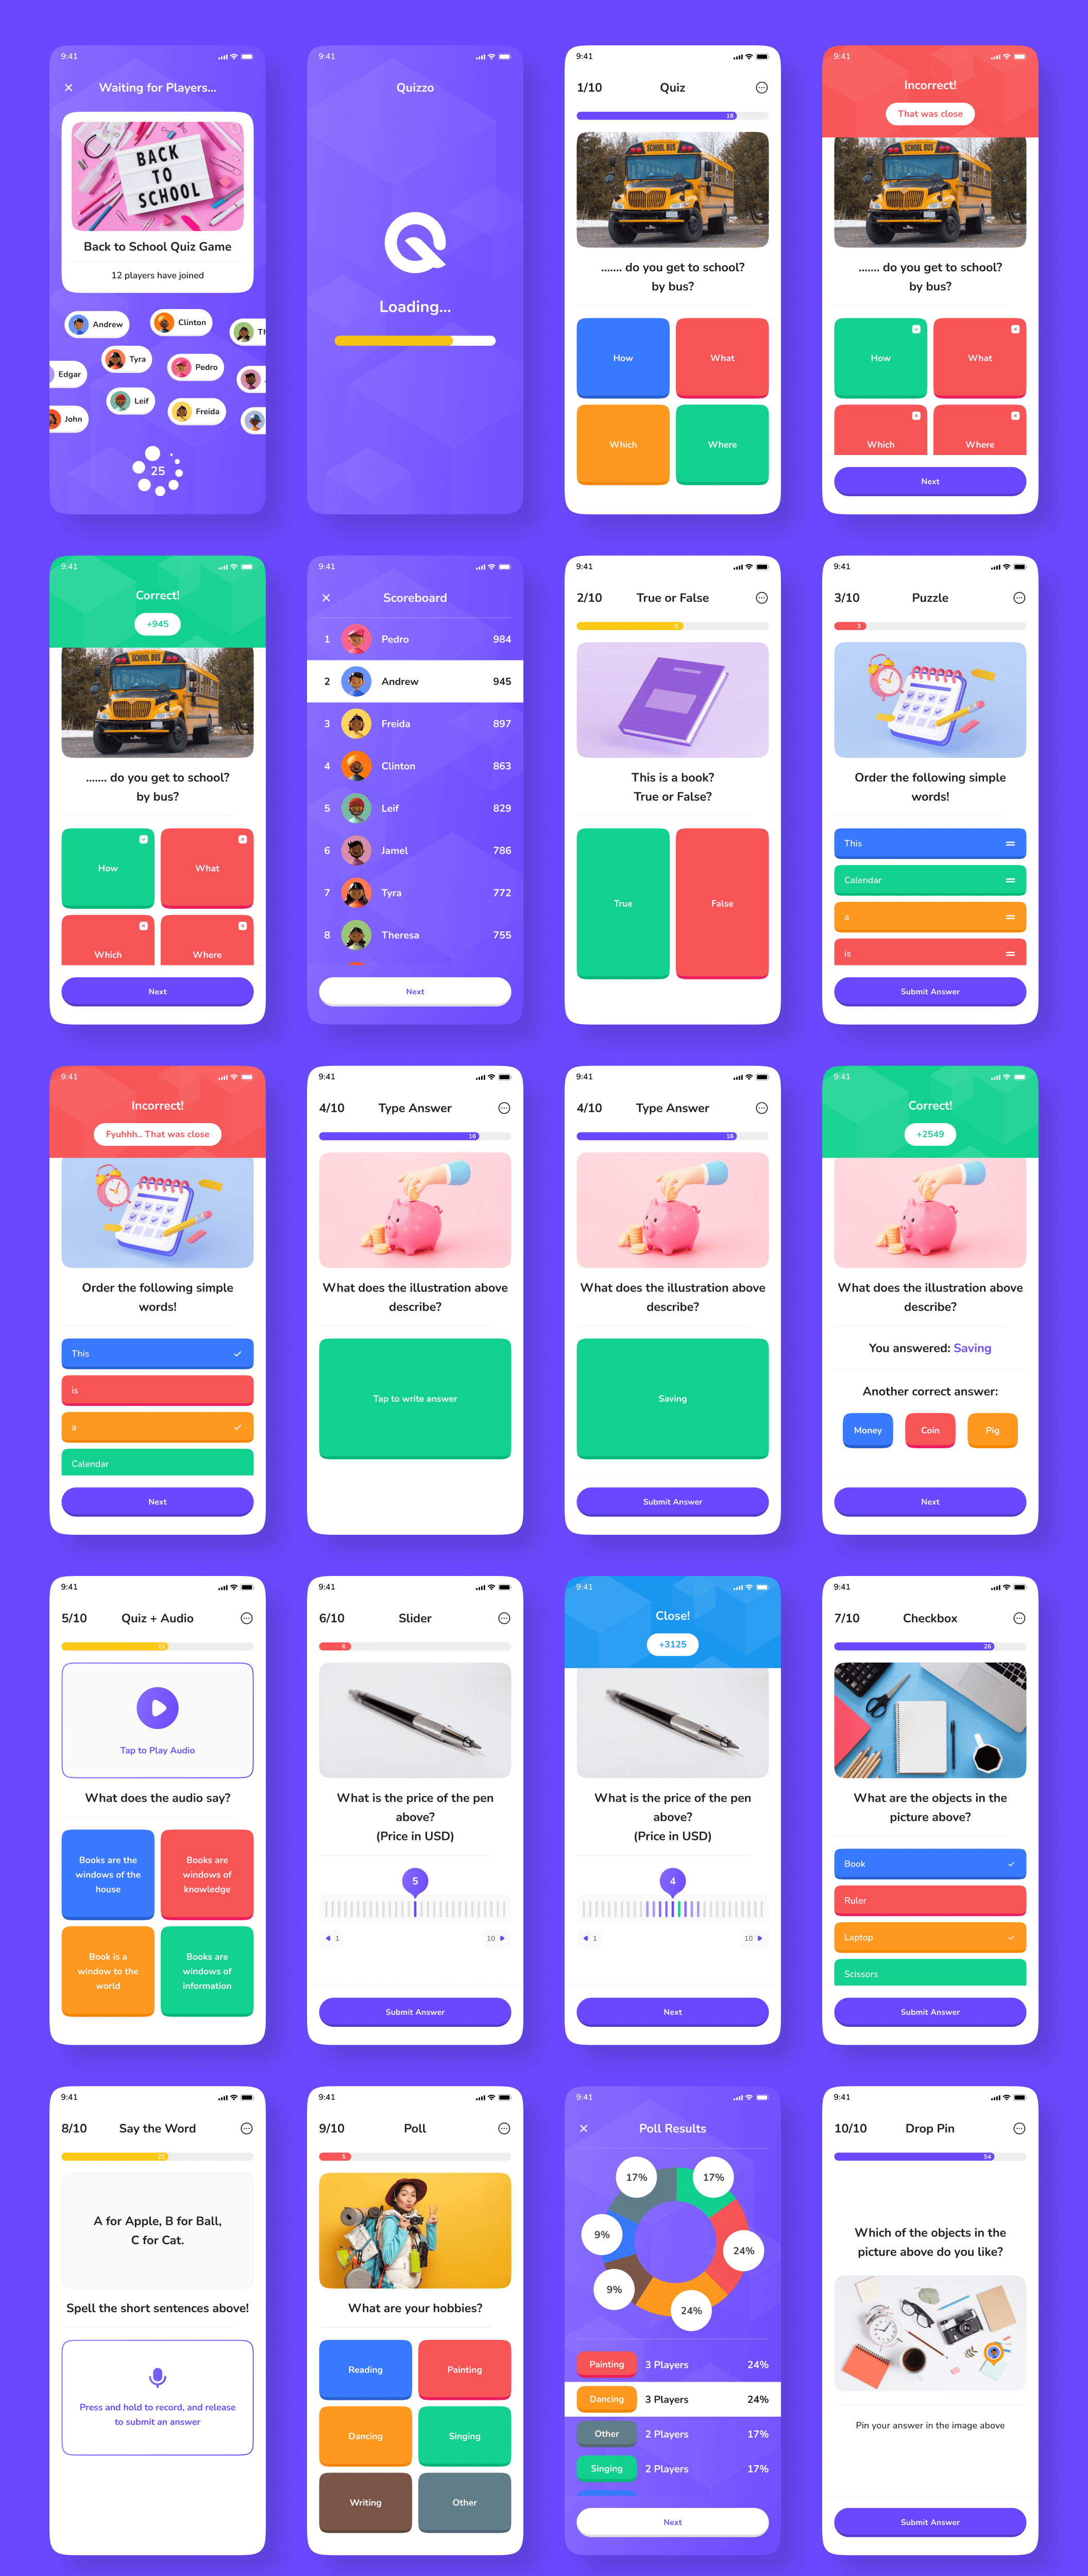 9:41
Waiting for Players...
BACK
TO
SCHOOL
Back to School Quiz Game
12 players have joined
Andrew
Clinton
Tyra
Edgar
Pedro
Leif
Freida
John
25
9:41
Quizzo
Loading...
9:41
1/10
Quiz
16
SCHOOL BUS
....... do you get to school?
by bus?
How
What
Which
Where
9:41
Incorrect!
That was close
SCHOOL BUS
....... do you get to school?
by bus?
How
What
Which
Where
Next
9:41
Correct!
+945
SCHOOL BUS
....... do you get to school?
by bus?
How
What
Which
Where
Next
9:41
Scoreboard
1 Pedro 984
2 Andrew 945
3 Freida 897
4 Clinton 863
5 Leif 829
6 Jamel 786
7 Tyra 772
8 Theresa 755
Next
9:41
2/10
True or False
5
This is a book?
True or False?
True
False
9:41
3/10
Puzzle
3
Order the following simple
words!
This
Calendar
a
is
Submit Answer
9:41
Incorrect!
Fyuhhh.. That was close
Order the following simple
words!
This
is
a
Calendar
Next
9:41
4/10
Type Answer
16
What does the illustration above
describe?
Tap to write answer
9:41
4/10
Type Answer
16
What does the illustration above
describe?
Saving
Submit Answer
9:41
Correct!
+2549
What does the illustration above
describe?
You answered: Saving
Another correct answer:
Money
Coin
Pig
Next
9:41
5/10
Quiz + Audio
22
Tap to Play Audio
What does the audio say?
Books are the
windows of the
house
Books are
windows of
knowledge
Book is a
window to the
world
Books are
windows of
information
9:41
6/10
Slider
6
What is the price of the pen
above?
(Price in USD)
5
1
10
Submit Answer
9:41
Close!
+3125
What is the price of the pen
above?
(Price in USD)
4
1
10
Next
9:41
7/10
Checkbox
26
What are the objects in the
picture above?
Book
Ruler
Laptop
Scissors
Submit Answer
9:41
8/10
Say the Word
22
A for Apple, B for Ball,
C for Cat.
Spell the short sentences above!
Press and hold to record, and release
to submit an answer
9:41
9/10
Poll
5
What are your hobbies?
Reading
Painting
Dancing
Singing
Writing
Other
9:41
Poll Results
17%
17%
9%
24%
9%
24%
Painting 3 Players 24%
Dancing 3 Players 24%
Other 2 Players 17%
Singing 2 Players 17%
Next
9:41
10/10
Drop Pin
54
Which of the objects in the
picture above do you like?
Pin your answer in the image above
Submit Answer